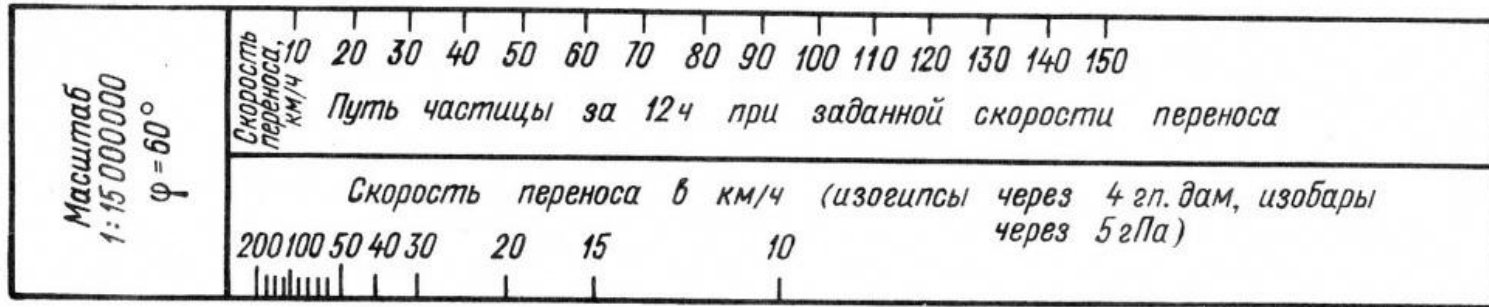 Масштаб
1:15 000 000
φ = 60°
Скорость
переноса,
км/ч
10 20 30 40 50 60 70 80 90 100 110 120 130 140 150
Путь частицы за 12 ч при заданной скорости переноса
Скорость переноса в км/ч (изогипсы через 4 гп. дам, изобары
через 5 гПа)
200 100 50 40 30 20 15 10